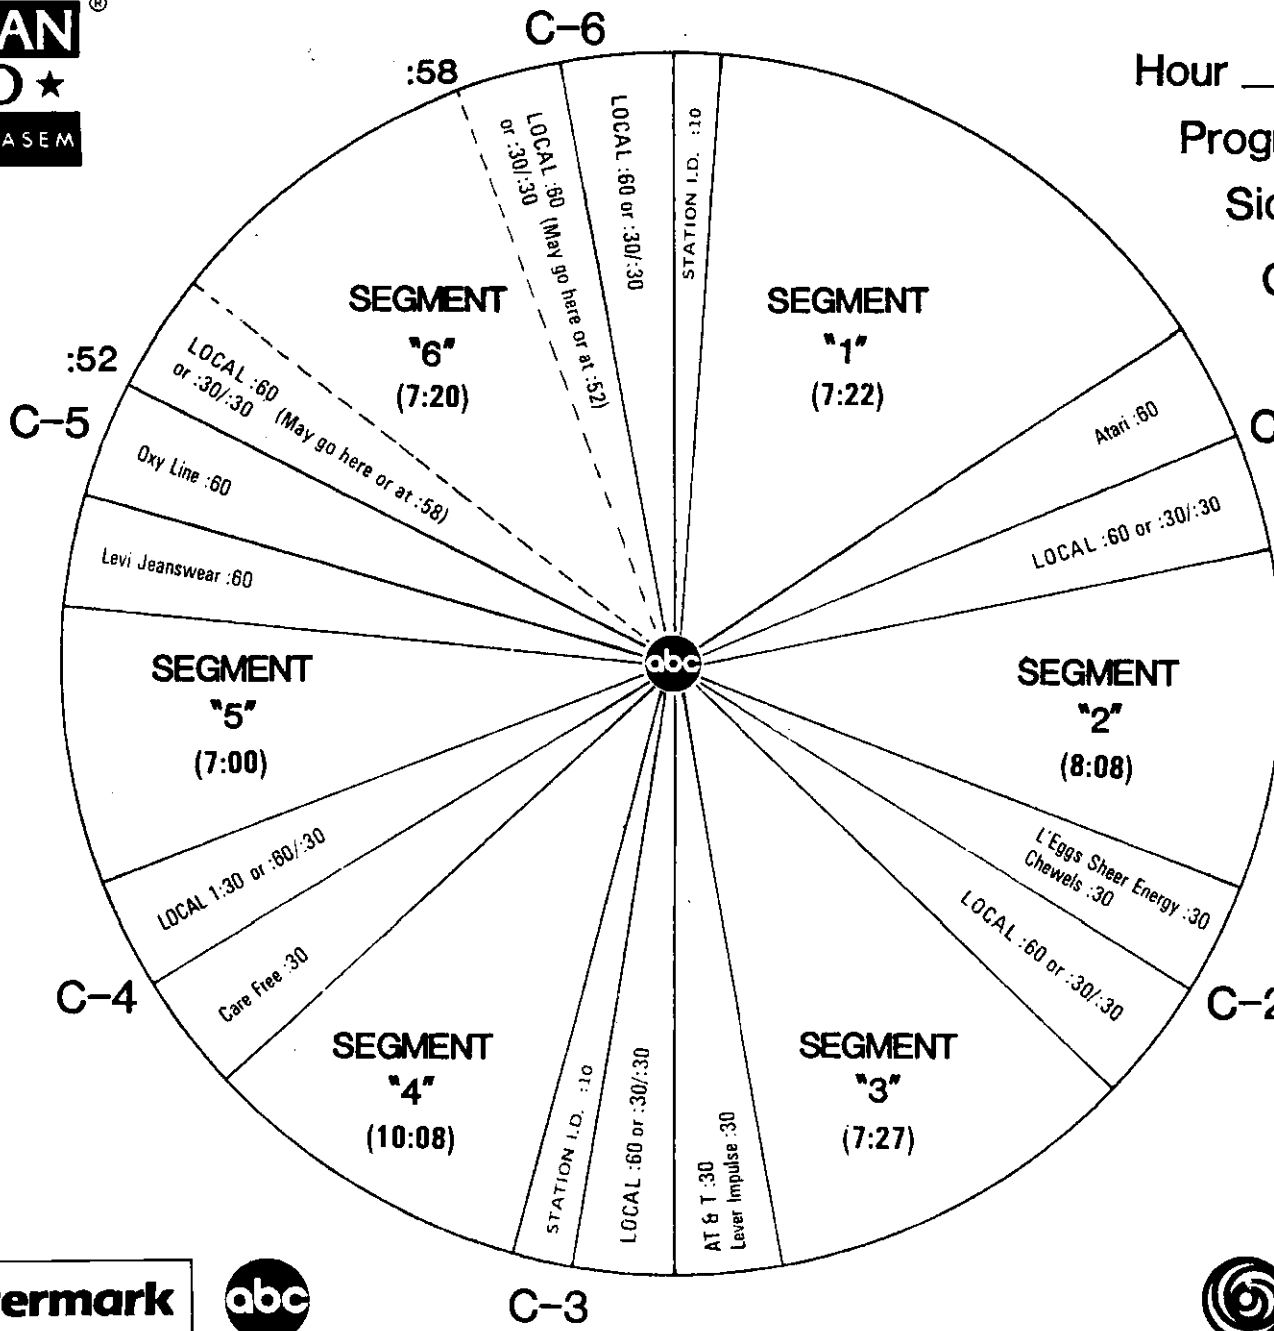 AN®
★
ASEM
C-6
:58
Hour
STATION I.D. :10
LOCAL :60 or :30/:30
LOCAL :60 (May go here or at :52)
or :30/:30
SEGMENT
"1"
(7:22)
Atari :60
LOCAL :60 or :30/:30
SEGMENT
"2"
(8:08)
L'Eggs Sheer Energy :30
Chewels :30
C-2
LOCAL :60 or :30/:30
SEGMENT
"3"
(7:27)
AT & T :30
Lever Impulse :30
C-3
LOCAL :60 or :30/:30
STATION I.D. :10
SEGMENT
"4"
(10:08)
Care Free :30
C-4
LOCAL 1:30 or :60/:30
SEGMENT
"5"
(7:00)
Levi Jeanswear :60
Oxy Line :60
C-5
:52
LOCAL :60 (May go here or at :58)
or :30/:30
SEGMENT
"6"
(7:20)
abc
ermark
abc